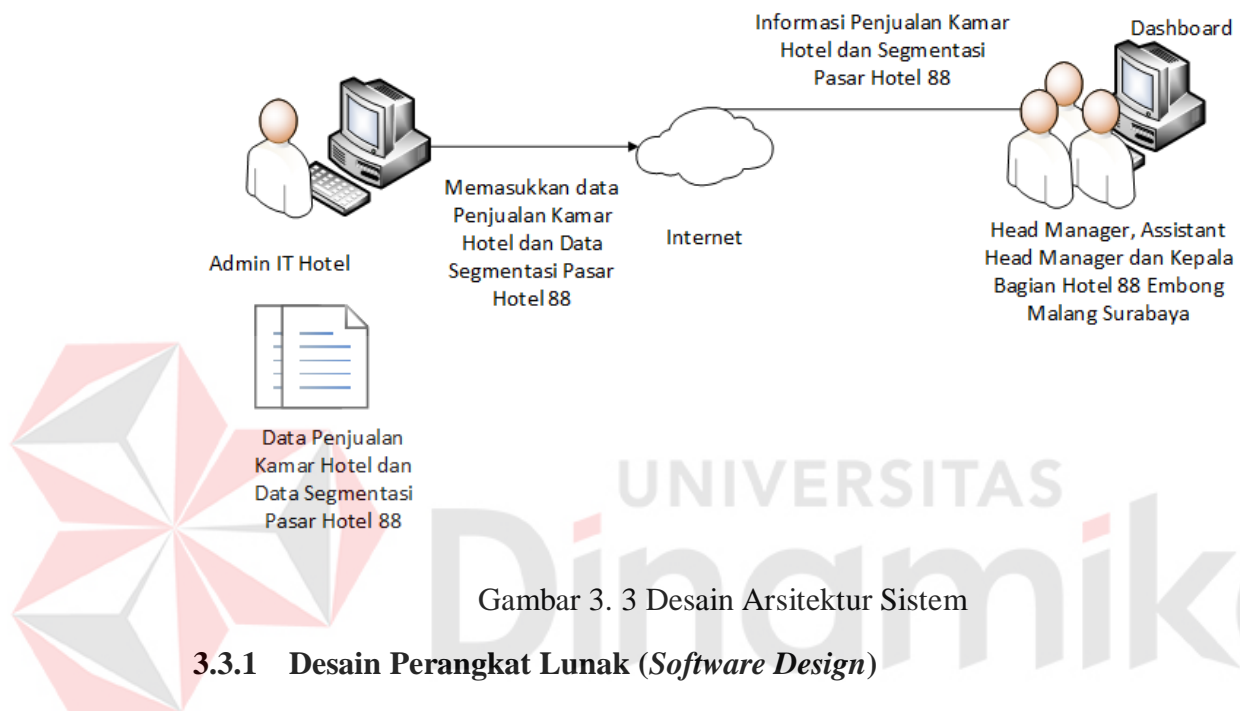 Informasi Penjualan Kamar
Hotel dan Segmentasi
Pasar Hotel 88
Dashboard
Memasukkan data
Penjualan Kamar
Hotel dan Data
Segmentasi Pasar
Hotel 88
Internet
Admin IT Hotel
Head Manager, Assistant
Head Manager dan Kepala
Bagian Hotel 88 Embong
Malang Surabaya
Data Penjualan
Kamar Hotel dan
Data Segmentasi
Pasar Hotel 88
UNIVERSITAS
Dinamik
Gambar 3. 3 Desain Arsitektur Sistem
3.3.1 Desain Perangkat Lunak (Software Design)